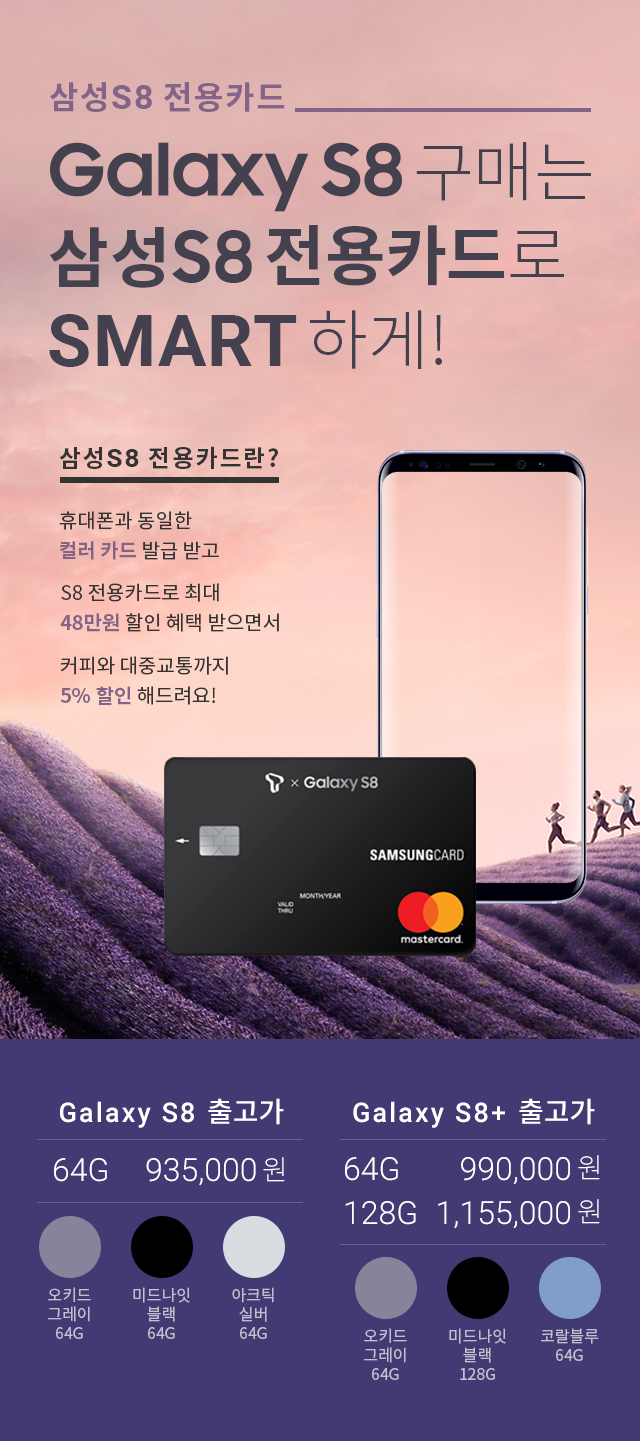 삼성S8 전용카드
Galaxy S8 구매는
삼성S8 전용카드로
SMART 하게!
삼성S8 전용카드란?
휴대폰과 동일한
컬러 카드 발급 받고
S8 전용카드로 최대
48만원 할인 혜택 받으면서
커피와 대중교통까지
5% 할인 해드려요!
T × Galaxy S8
SAMSUNGCARD
MONTH/YEAR
VALID
THRU
mastercard.
Galaxy S8 출고가
64G 935,000 원
오키드
그레이
64G
미드나잇
블랙
64G
아크틱
실버
64G
Galaxy S8+ 출고가
64G 990,000 원
128G 1,155,000 원
오키드
그레이
64G
미드나잇
블랙
128G
코랄블루
64G